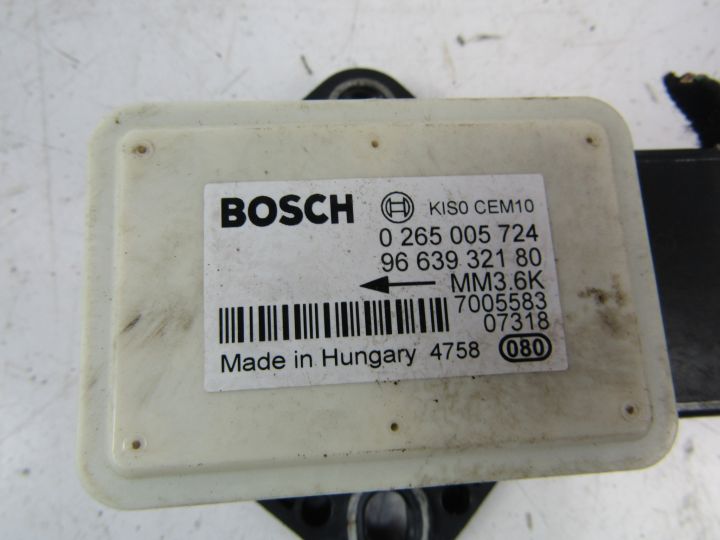 BOSCH KIS0 CEM10
0 265 005 724
96 639 321 80
MM3.6K
7005583
07318
Made in Hungary 4758 080